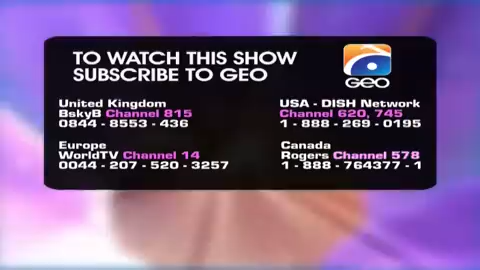 TO WATCH THIS SHOW
SUBSCRIBE TO GEO
GEO
United Kingdom
BskyB Channel 815
0844 - 8553 - 436
USA - DISH Network
Channel 620, 745
1 - 888 - 269 - 0195
Europe
WorldTV Channel 14
0044 - 207 - 520 - 3257
Canada
Rogers Channel 578
1 - 888 - 764377 - 1